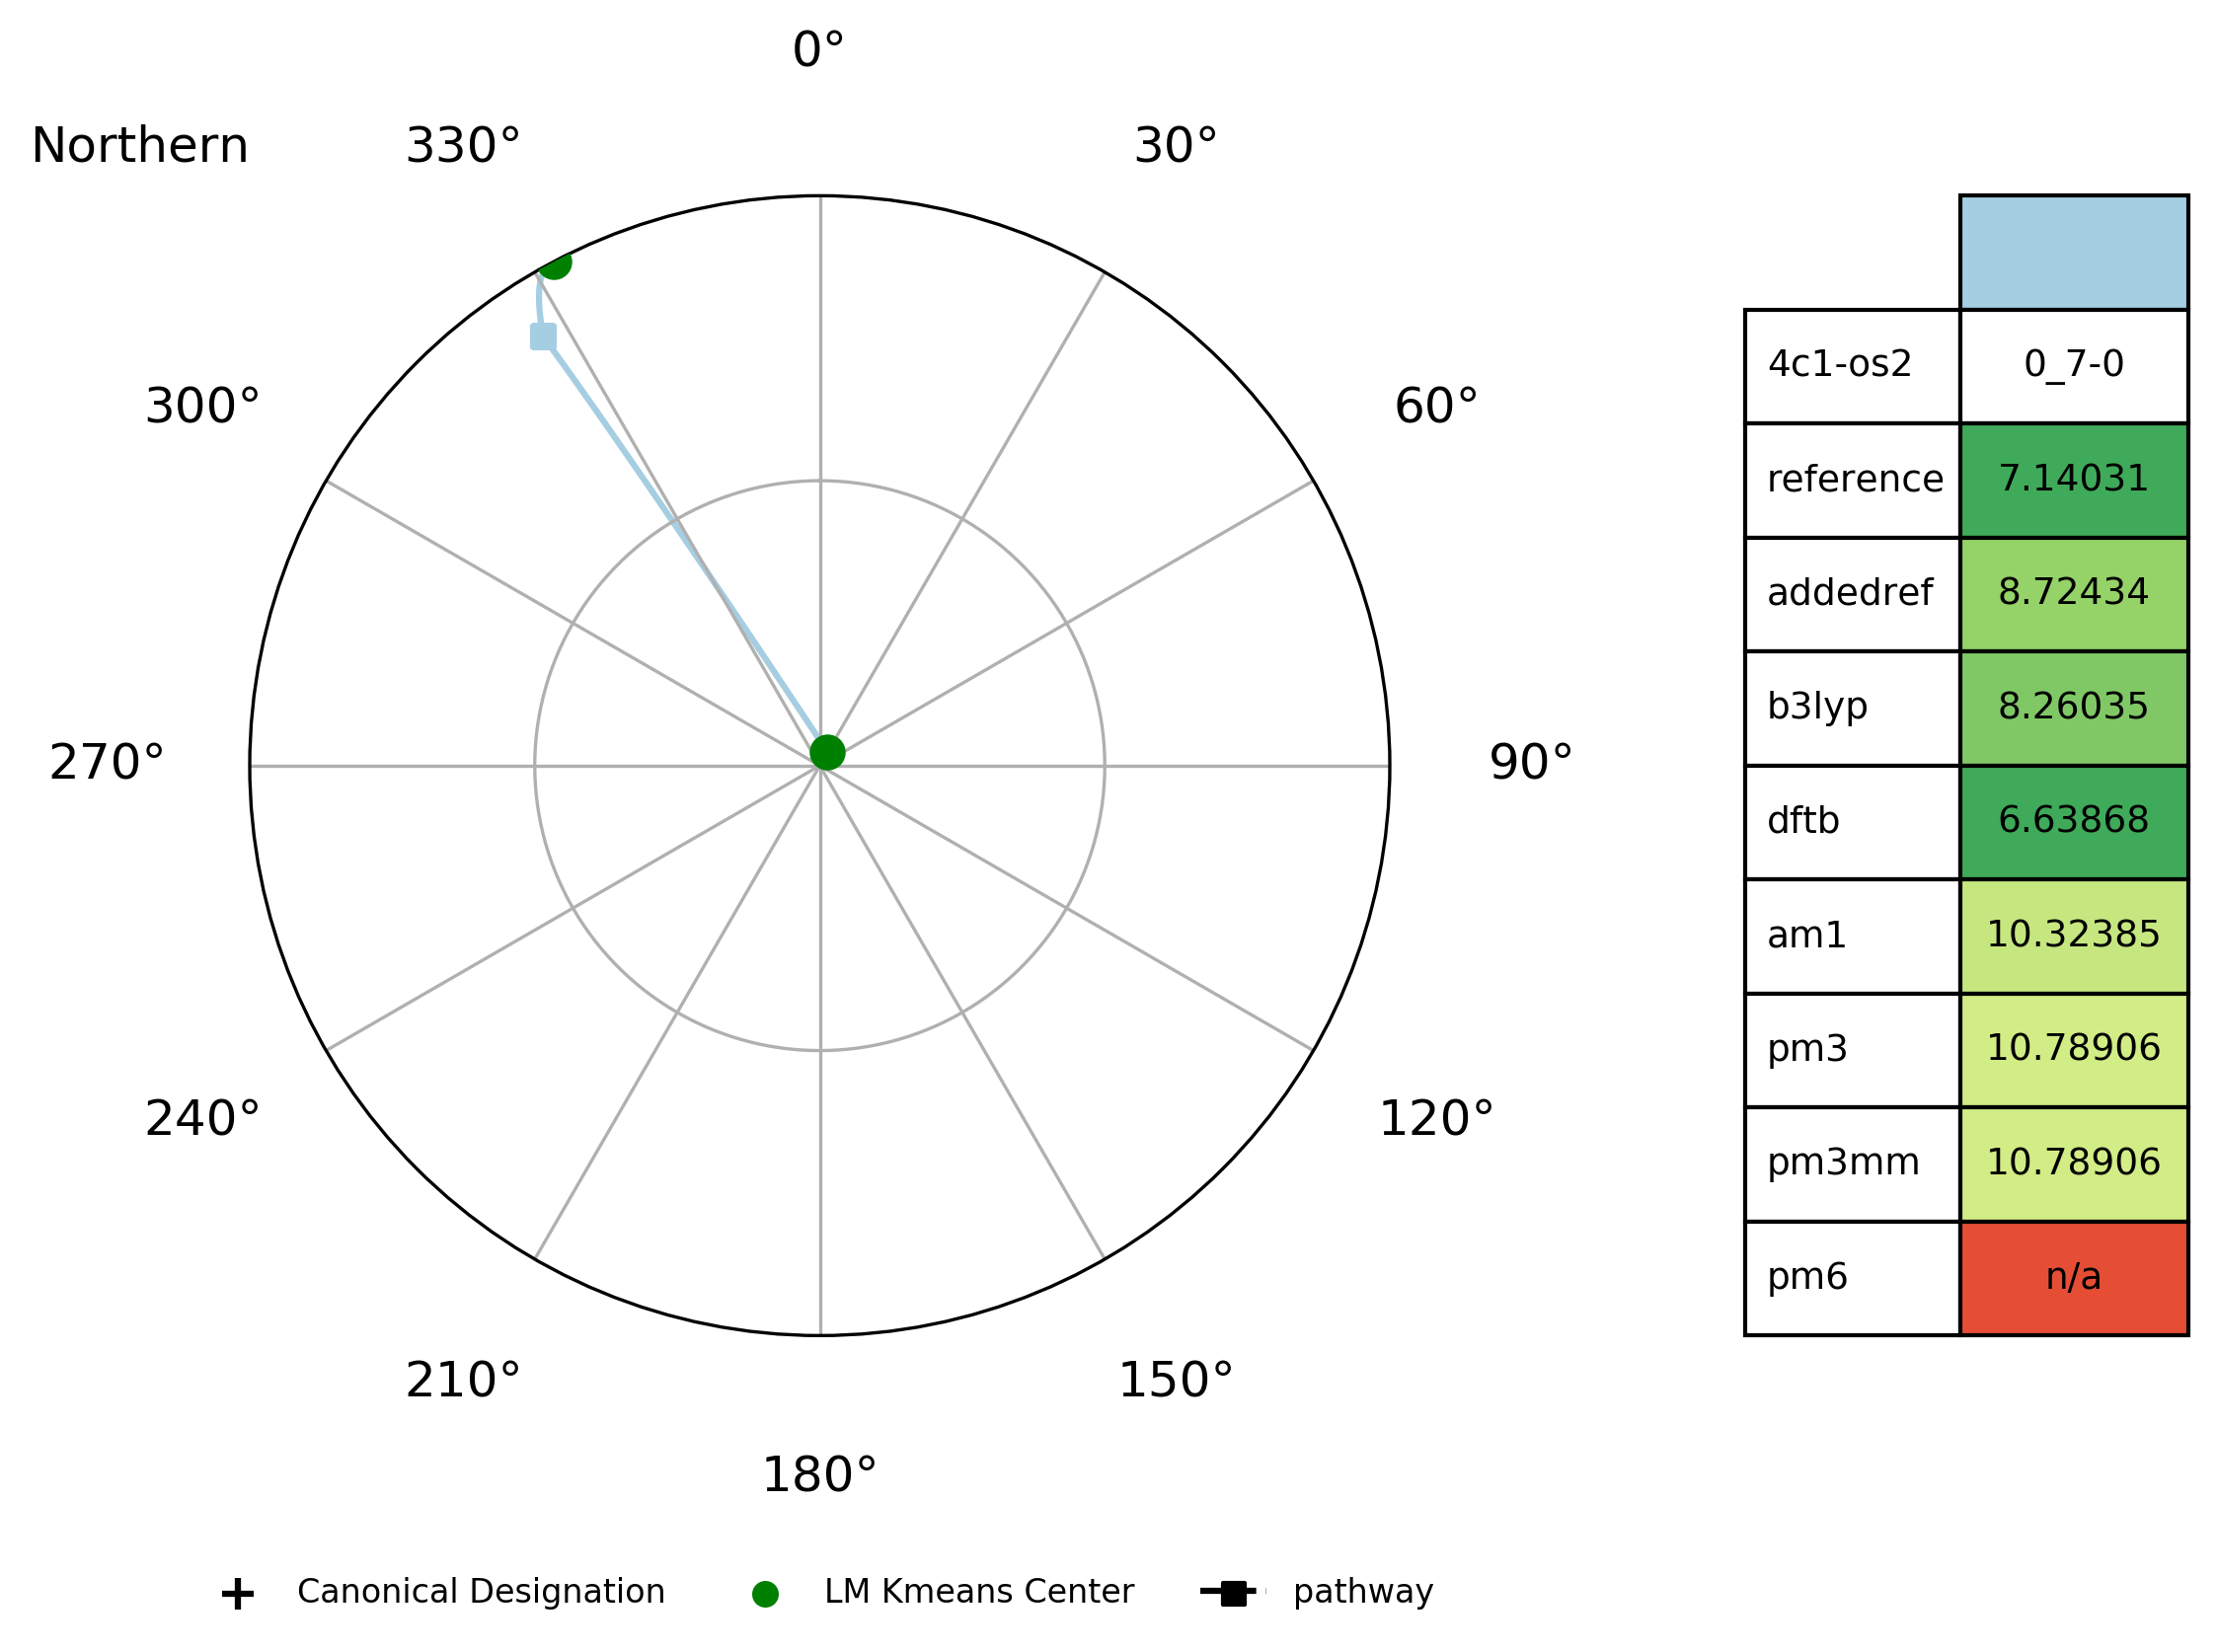 0°
Northern
330°
30°
300°
60°
270°
90°
240°
120°
210°
150°
180°
4c1-os2 0_7-0
reference 7.14031
addedref 8.72434
b3lyp 8.26035
dftb 6.63868
am1 10.32385
pm3 10.78906
pm3mm 10.78906
pm6 n/a
Canonical Designation
LM Kmeans Center
pathway